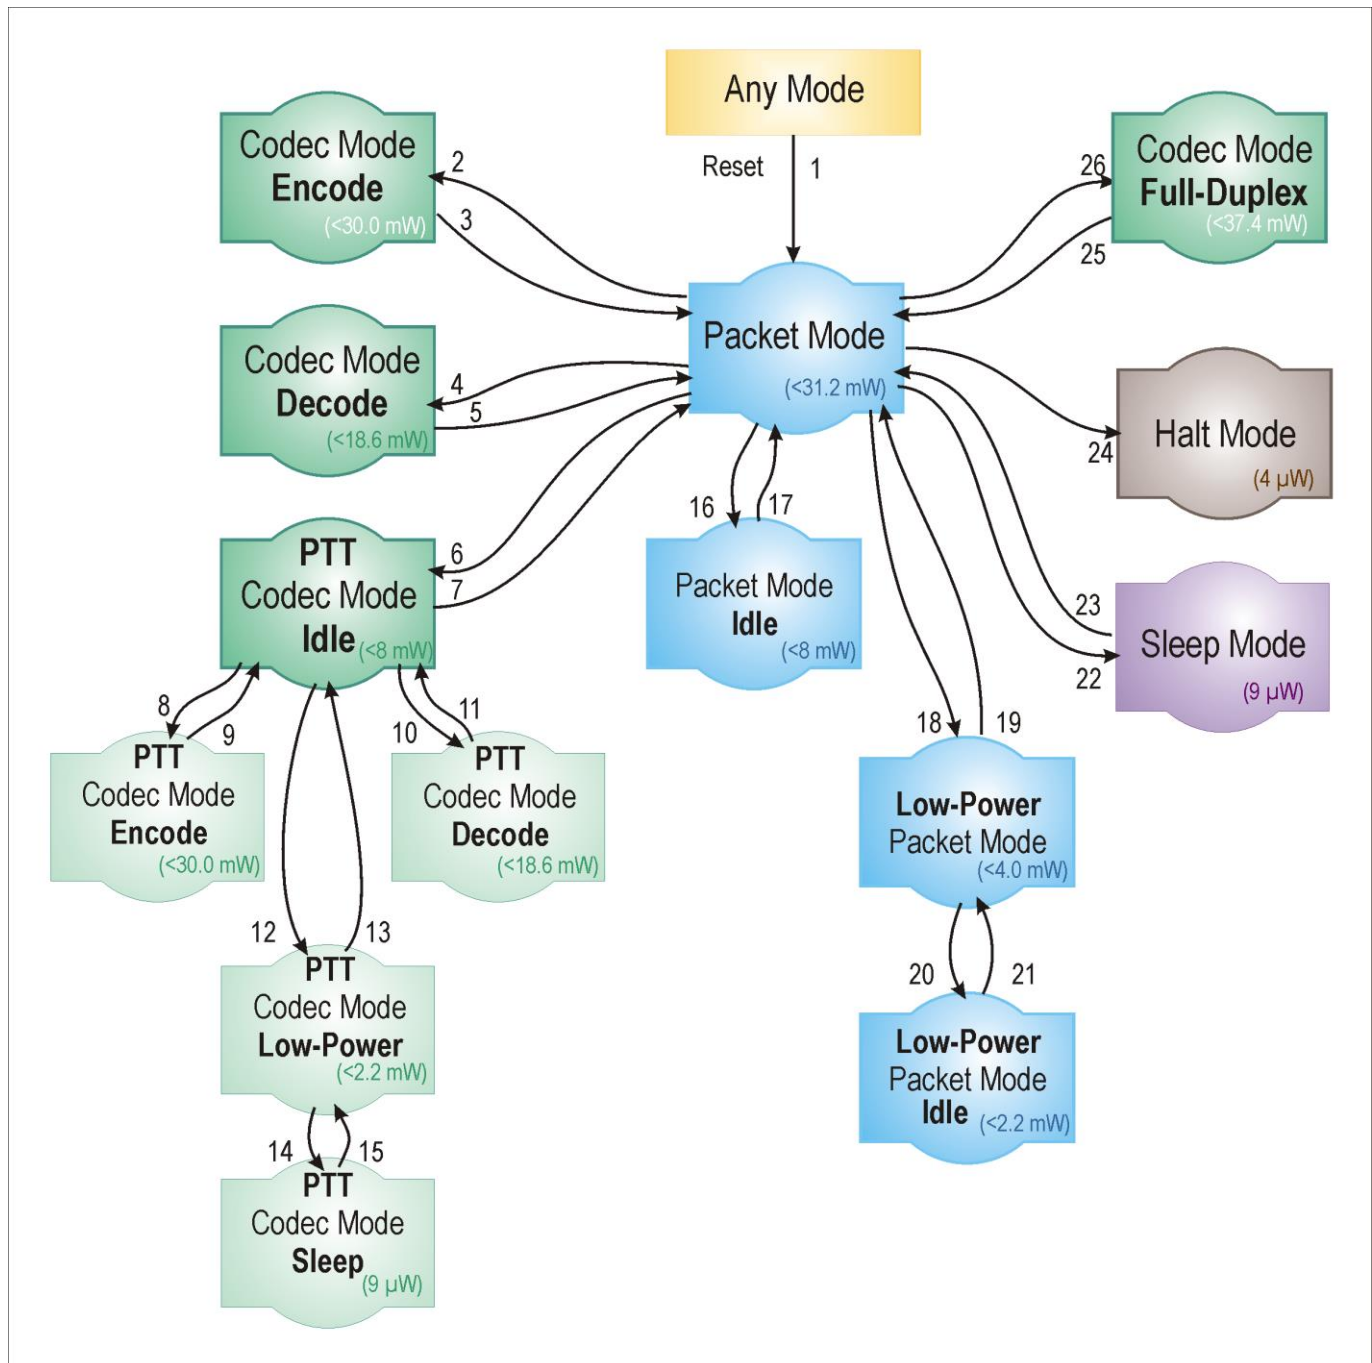 Any Mode
Reset
1
Codec Mode
Encode
(<30.0 mW)
2
3
Codec Mode
Full-Duplex
(<37.4 mW)
26
25
Packet Mode
(<31.2 mW)
Codec Mode
Decode
(<18.6 mW)
4
5
Halt Mode
(4 µW)
24
PTT
Codec Mode
Idle (<8 mW)
6
7
16
17
Packet Mode
Idle (<8 mW)
Sleep Mode
(9 µW)
23
22
8
9
10
11
PTT
Codec Mode
Encode
(<30.0 mW)
PTT
Codec Mode
Decode
(<18.6 mW)
18
19
Low-Power
Packet Mode
(<4.0 mW)
12
13
PTT
Codec Mode
Low-Power
(<2.2 mW)
20
21
Low-Power
Packet Mode
Idle (<2.2 mW)
14
15
PTT
Codec Mode
Sleep
(9 µW)